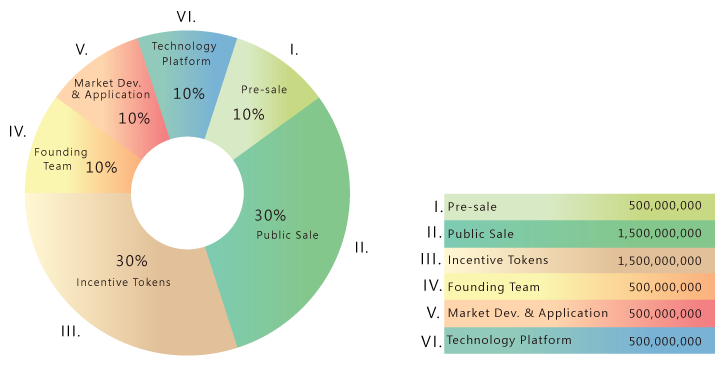 VI.
Technology
Platform
10%
I.
Pre-sale
10%
V.
Market Dev.
& Application
10%
IV.
Founding
Team
10%
30%
Public Sale
II.
30%
Incentive Tokens
III.
I. Pre-sale 500,000,000
II. Public Sale 1,500,000,000
III. Incentive Tokens 1,500,000,000
IV. Founding Team 500,000,000
V. Market Dev. & Application 500,000,000
VI. Technology Platform 500,000,000